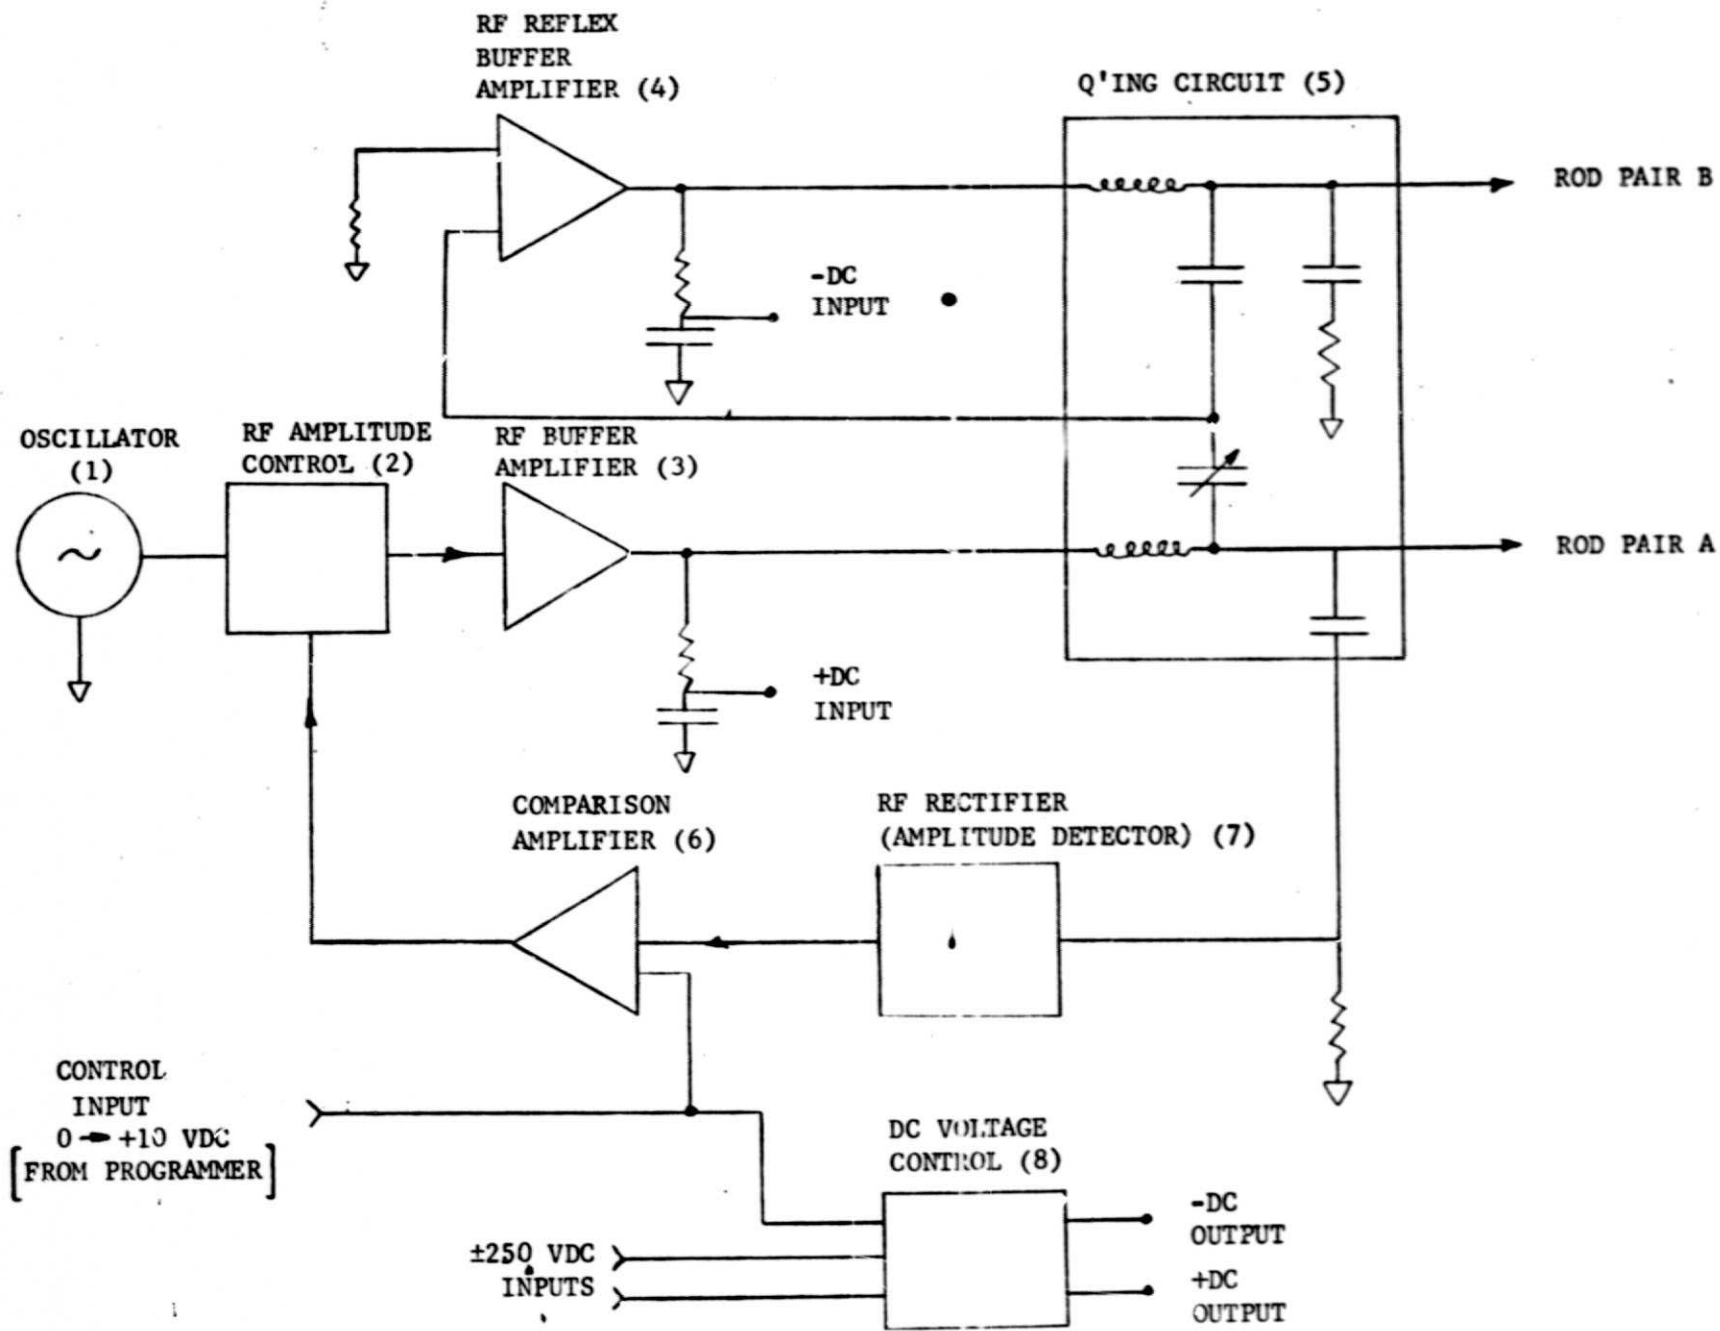 RF REFLEX
BUFFER
AMPLIFIER (4)
Q'ING CIRCUIT (5)
ROD PAIR B
-DC
INPUT
OSCILLATOR
(1)
RF AMPLITUDE
CONTROL (2)
RF BUFFER
AMPLIFIER (3)
~
ROD PAIR A
+DC
INPUT
COMPARISON
AMPLIFIER (6)
RF RECTIFIER
(AMPLITUDE DETECTOR) (7)
CONTROL
INPUT
0 → +10 VDC
[FROM PROGRAMMER]
DC VOLTAGE
CONTROL (8)
±250 VDC
INPUTS
-DC
OUTPUT
+DC
OUTPUT